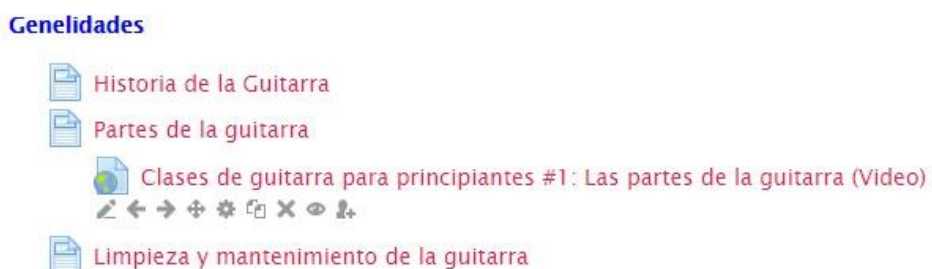 Genelidades
Historia de la Guitarra
Partes de la guitarra
Clases de guitarra para principiantes #1: Las partes de la guitarra (Video)
Limpieza y mantenimiento de la guitarra